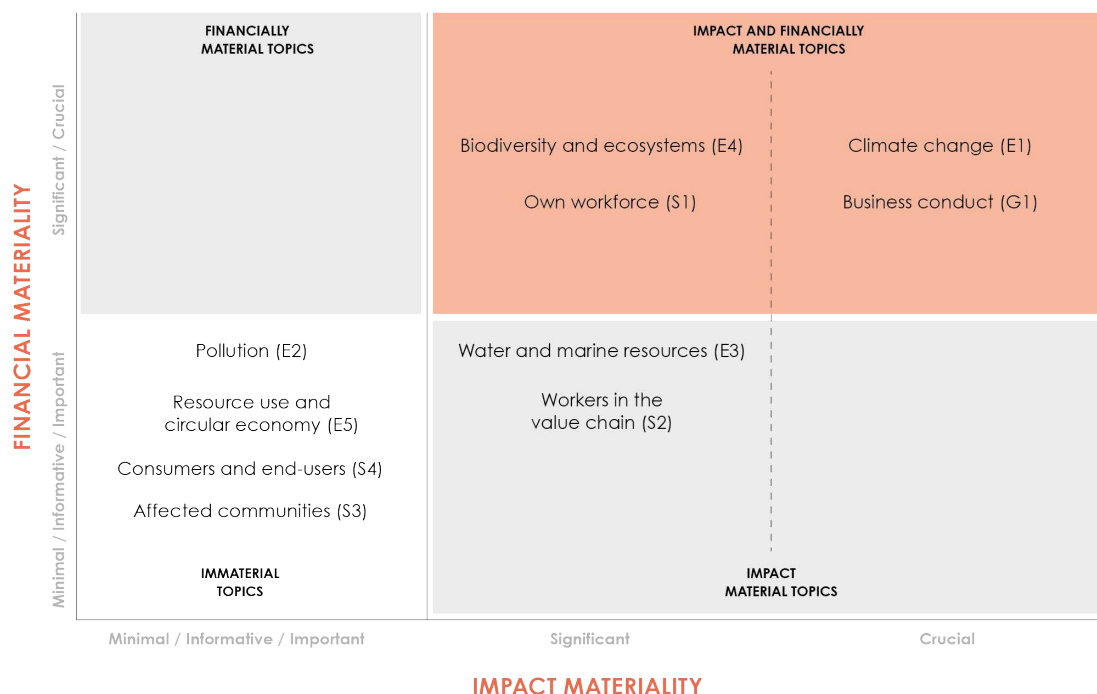 FINANCIALLY
MATERIAL TOPICS
IMPACT AND FINANCIALLY
MATERIAL TOPICS
Biodiversity and ecosystems (E4)
Climate change (E1)
Own workforce (S1)
Business conduct (G1)
FINANCIAL MATERIALITY
Significant / Crucial
Minimal / Informative / Important
Pollution (E2)
Resource use and
circular economy (E5)
Consumers and end-users (S4)
Affected communities (S3)
IMMATERIAL
TOPICS
Water and marine resources (E3)
Workers in the
value chain (S2)
IMPACT
MATERIAL TOPICS
Minimal / Informative / Important
Significant
Crucial
IMPACT MATERIALITY